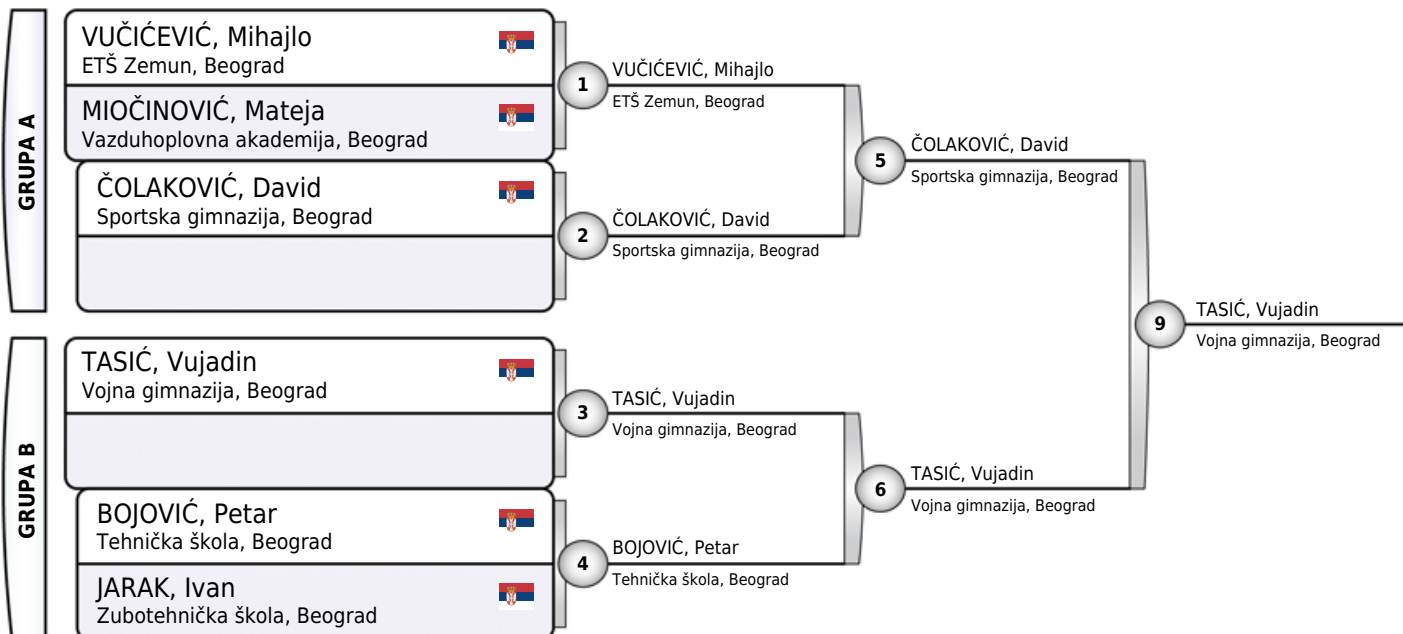 GRUPA A
VUČIĆEVIĆ, Mihajlo
ETŠ Zemun, Beograd
MIOČINOVIĆ, Mateja
Vazduhoplovna akademija, Beograd
ČOLAKOVIĆ, David
Sportska gimnazija, Beograd
1
VUČIĆEVIĆ, Mihajlo
ETŠ Zemun, Beograd
2
ČOLAKOVIĆ, David
Sportska gimnazija, Beograd
5
ČOLAKOVIĆ, David
Sportska gimnazija, Beograd
GRUPA B
TASIĆ, Vujadin
Vojna gimnazija, Beograd
BOJOVIĆ, Petar
Tehnička škola, Beograd
JARAK, Ivan
Zubotehnička škola, Beograd
3
TASIĆ, Vujadin
Vojna gimnazija, Beograd
4
BOJOVIĆ, Petar
Tehnička škola, Beograd
6
TASIĆ, Vujadin
Vojna gimnazija, Beograd
9
TASIĆ, Vujadin
Vojna gimnazija, Beograd